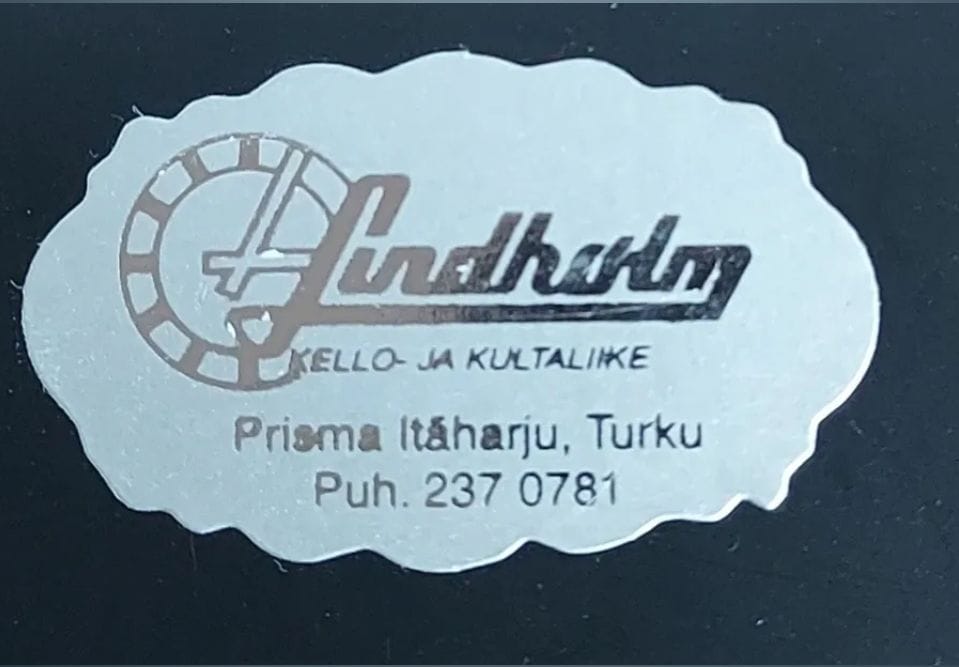 Lindholm
KELLO- JA KULTALIIKE
Prisma Itäharju, Turku
Puh. 237 0781